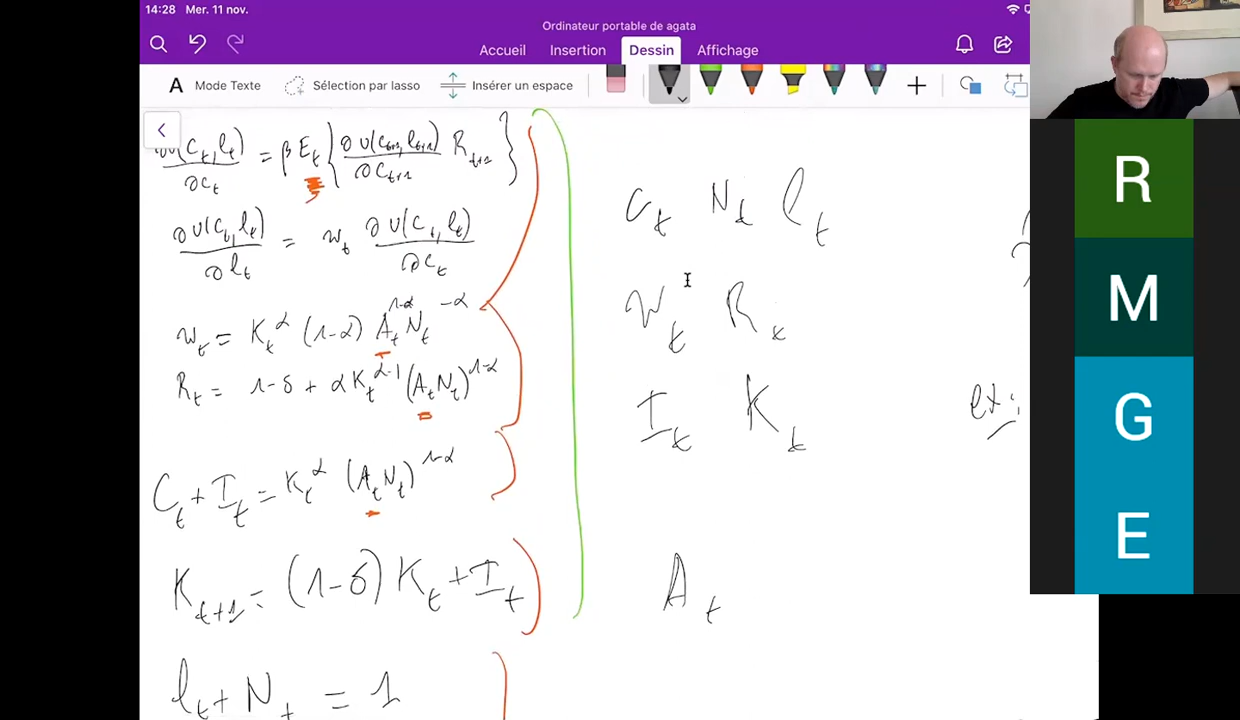 14:28 Mer. 11 nov.
Ordinateur portable de agata
Accueil Insertion Dessin Affichage
A Mode Texte Sélection par lasso Insérer un espace
∂U(C_t, l_t)/∂C_t = β E_t { ∂U(C_{t+1}, l_{t+1})/∂C_{t+1} R_{t+1} }
∂U(C_t, l_t)/∂l_t = w_t ∂U(C_t, l_t)/∂C_t
w_t = K_t^α (1-α) A_t^{1-α} N_t^{-α}
R_t = 1-δ + αK_t^{α-1} (A_t N_t)^{1-α}
C_t + I_t = K_t^α (A_t N_t)^{1-α}
K_{t+1} = (1-δ) K_t + I_t
l_t + N_t = 1
C_t N_t l_t
W_t R_t
I_t K_t
A_t
R
M
G
E